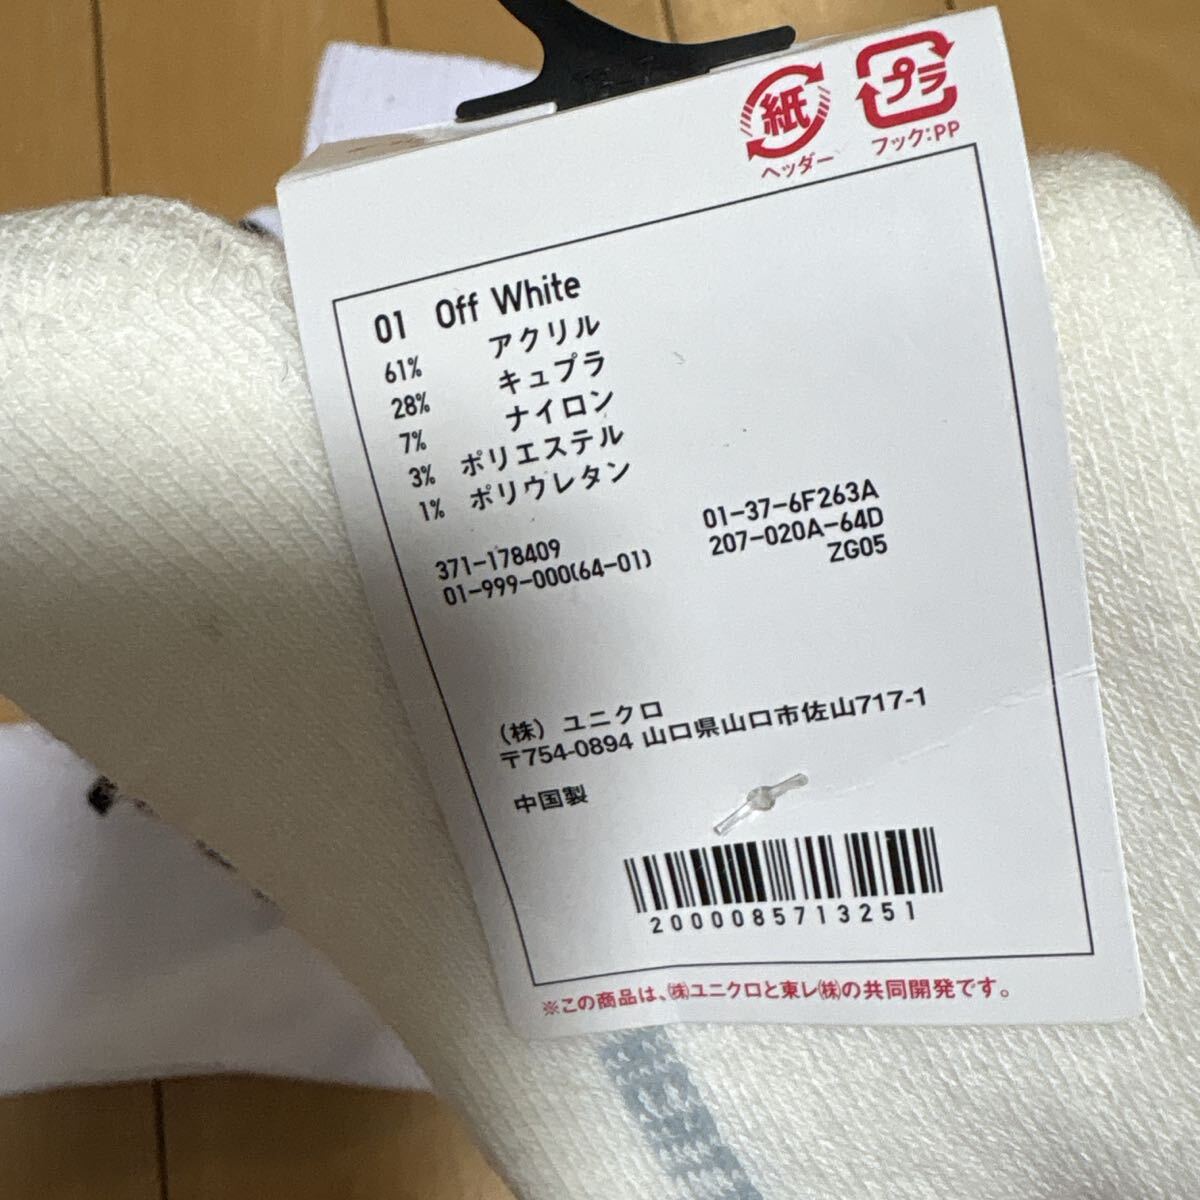 紙
プラ
ヘッダー
フック:PP
01 Off White
61% アクリル
28% キュプラ
7% ナイロン
3% ポリエステル
1% ポリウレタン
371-178409
01-999-000(64-01)
01-37-6F263A
207-020A-64D
ZG05
(株) ユニクロ
〒754-0894 山口県山口市佐山717-1
中国製
2000085713251
※この商品は、㈱ユニクロと東レ㈱の共同開発です。